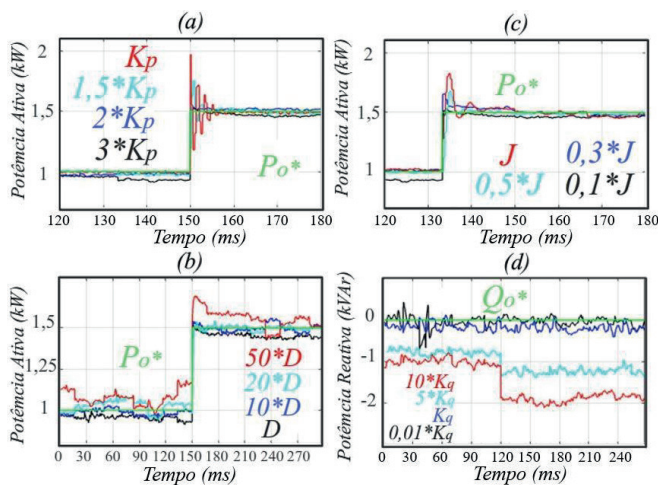 (a)
Potêmcia Ativa (kW)
2
1,5
1
Kp
1,5*Kp
2*Kp
3*Kp
Po*
120 130 140 150 160 170 180
Tempo (ms)
(c)
Potêmcia Ativa (kW)
2
1,5
1
Po*
J 0,3*J
0,5*J 0,1*J
120 130 140 150 160 170 180
Tempo (ms)
(b)
Potêmcia Ativa (kW)
1,5
1,25
1
Po*
50*D
20*D
10*D
D
0 30 60 90 120 150 180 210 240 270
Tempo (ms)
(d)
Potêmcia Reativa (kVAr)
0
-1
-2
Qo*
10*Kq
5*Kq
Kq
0,01*Kq
0 30 60 90 120 150 180 210 240
Tempo (ms)